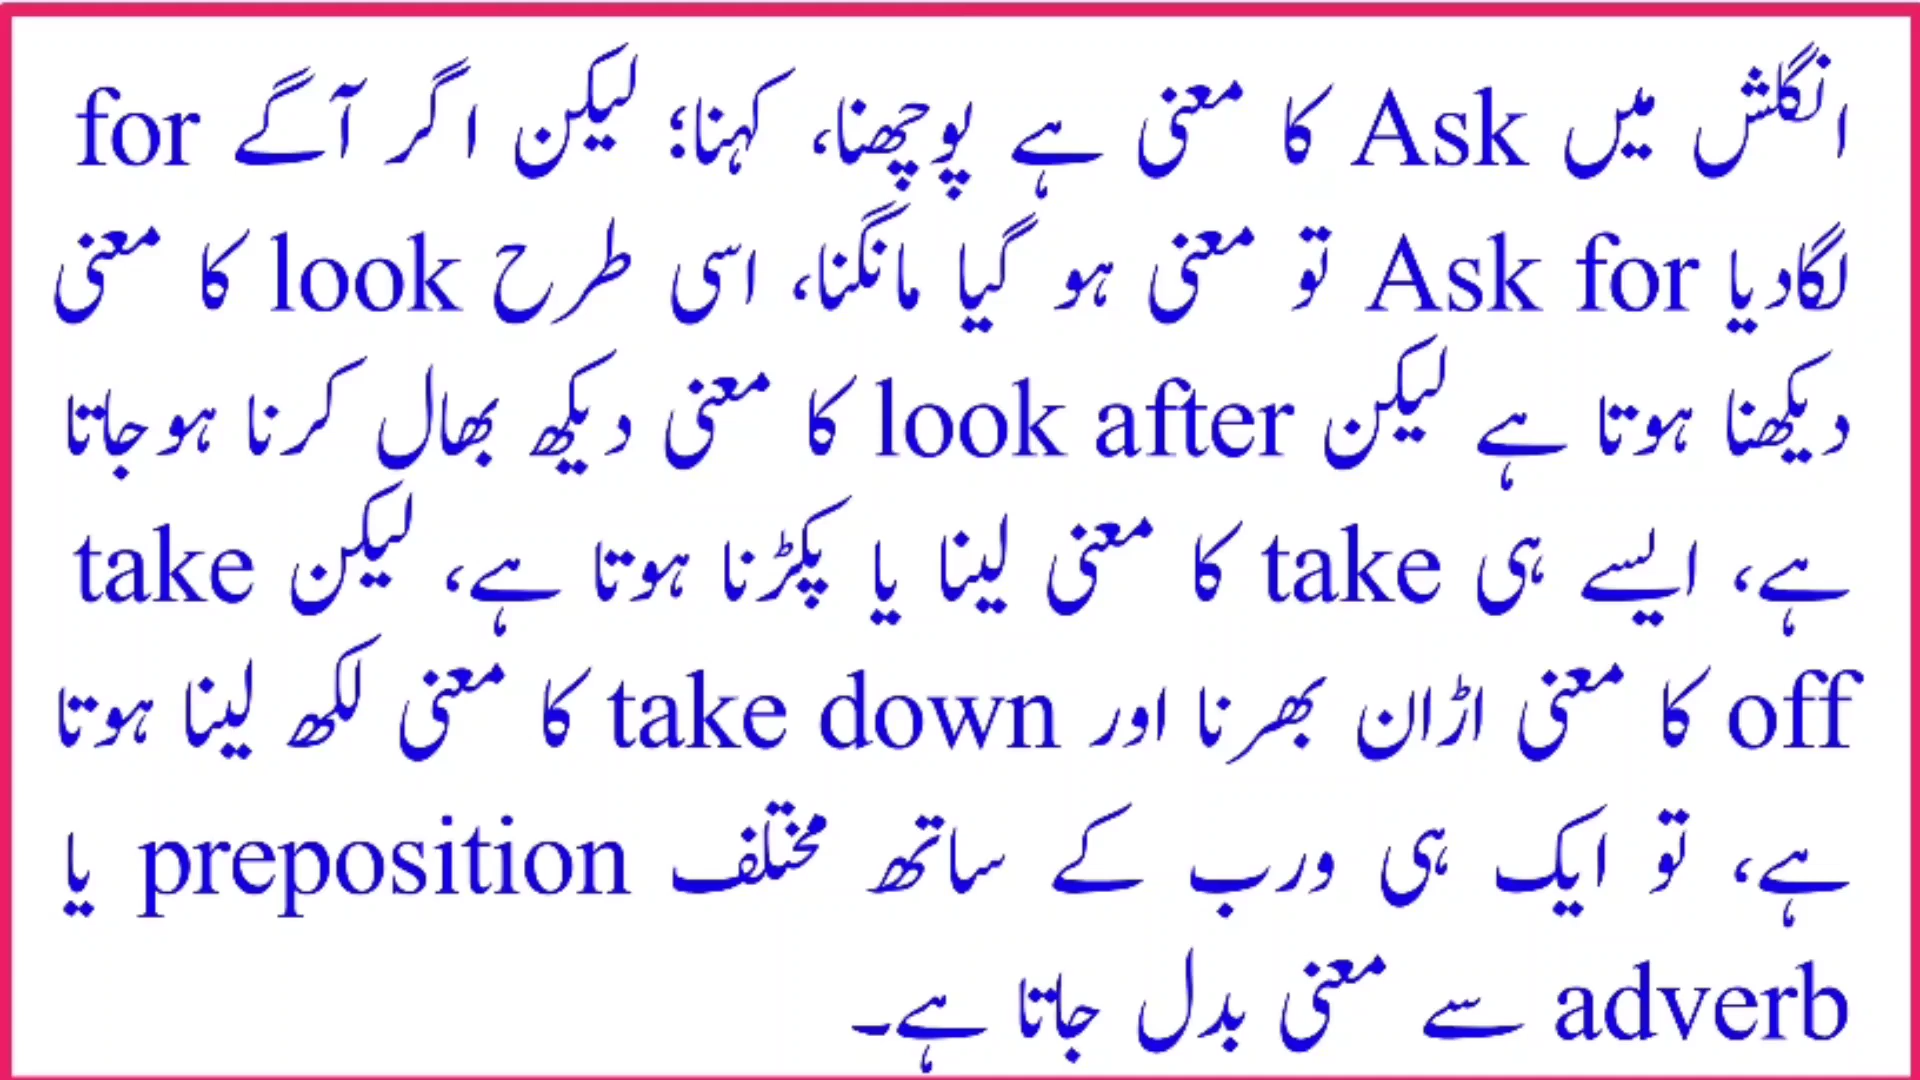 انگلش میں Ask کا معنی ہے پوچھنا، کہنا؛ لیکن اگر آگے for
لگادیا Ask for تو معنی ہو گیا مانگنا، اسی طرح look کا معنی
دیکھنا ہوتا ہے لیکن look after کا معنی دیکھ بھال کرنا ہوجاتا
ہے، ایسے ہی take کا معنی لینا یا پکڑنا ہوتا ہے، لیکن take
off کا معنی اڑان بھرنا اور take down کا معنی لکھ لینا ہوتا
ہے، تو ایک ہی ورب کے ساتھ مختلف preposition یا
adverb سے معنی بدل جاتا ہے۔